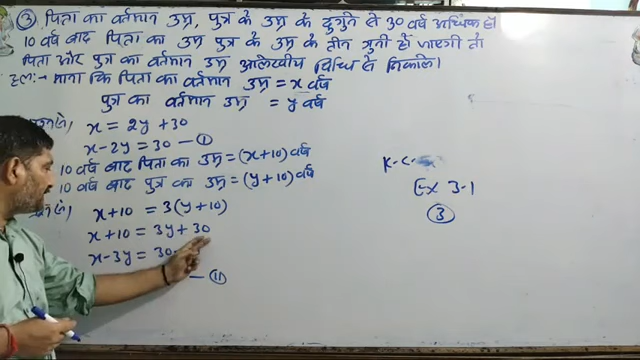 ③ पिता का वर्तमान उम्र, पुत्र के उम्र के दुगुने से 30 वर्ष अधिक है।
10 वर्ष बाद पिता का उम्र पुत्र के उम्र के तीन गुनी हो जाएगी तो
पिता और पुत्र का वर्तमान उम्र आलेखीय विधि से निकालें।
हल:- माना कि पिता का वर्तमान उम्र = x वर्ष
पुत्र का वर्तमान उम्र = y वर्ष
x = 2y + 30
x - 2y = 30 — ①
10 वर्ष बाद पिता का उम्र = (x+10) वर्ष
10 वर्ष बाद पुत्र का उम्र = (y+10) वर्ष
x+10 = 3(y+10)
x+10 = 3y+30
x-3y = 30-
— ⑪
K.C.
Ex 3.1
③